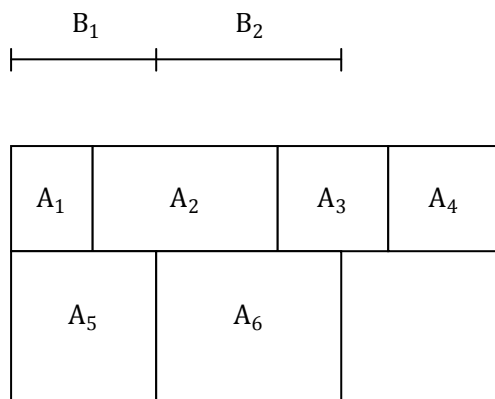 B₁ B₂
A₁ A₂ A₃ A₄
A₅ A₆